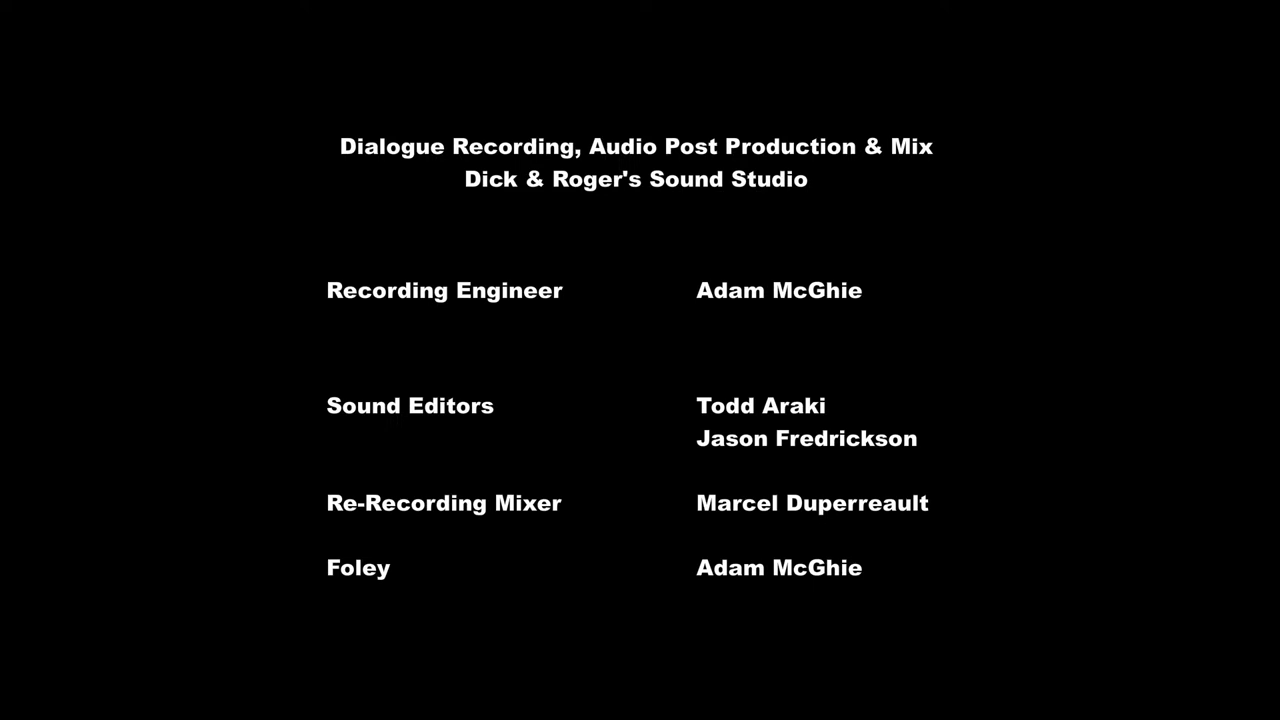 Dialogue Recording, Audio Post Production & Mix
Dick & Roger's Sound Studio
Recording Engineer Adam McGhie
Sound Editors Todd Araki
Jason Fredrickson
Re-Recording Mixer Marcel Duperreault
Foley Adam McGhie